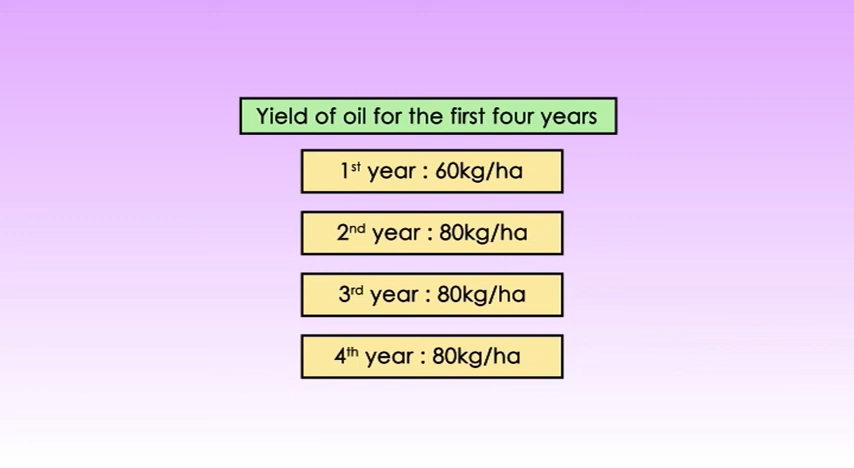 Yield of oil for the first four years
1st year : 60kg/ha
2nd year : 80kg/ha
3rd year : 80kg/ha
4th year : 80kg/ha